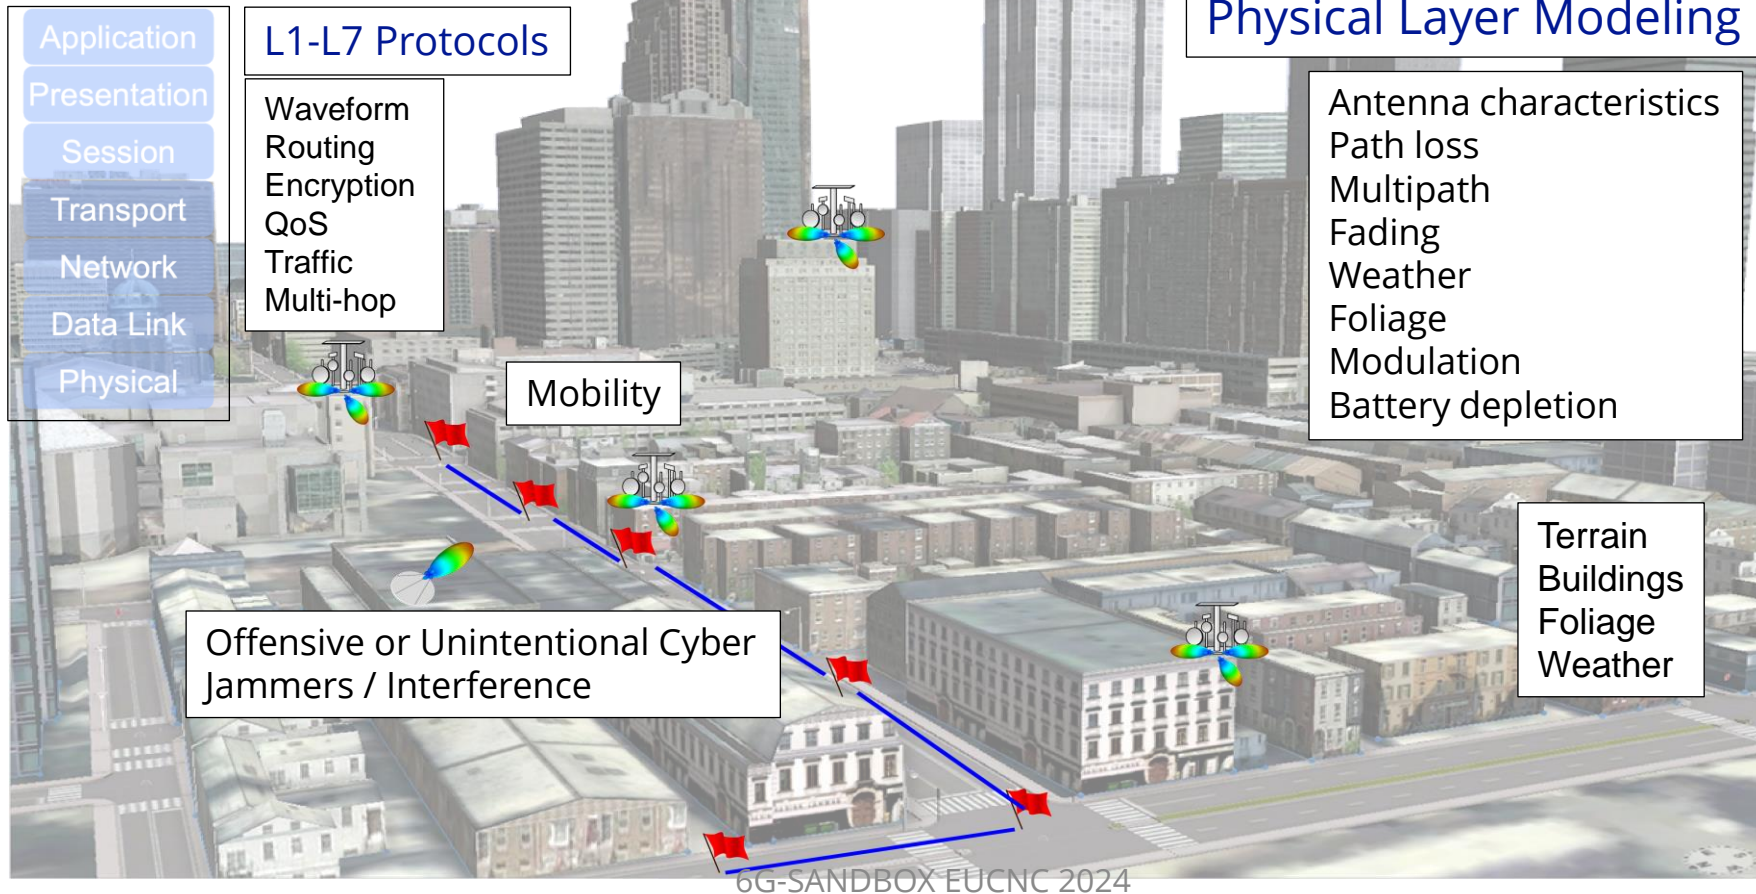 Application
Presentation
Session
Transport
Network
Data Link
Physical
L1-L7 Protocols
Waveform
Routing
Encryption
QoS
Traffic
Multi-hop
Physical Layer Modeling
Antenna characteristics
Path loss
Multipath
Fading
Weather
Foliage
Modulation
Battery depletion
Mobility
Terrain
Buildings
Foliage
Weather
Offensive or Unintentional Cyber
Jammers / Interference
6G-SANDBOX EUCNC 2024